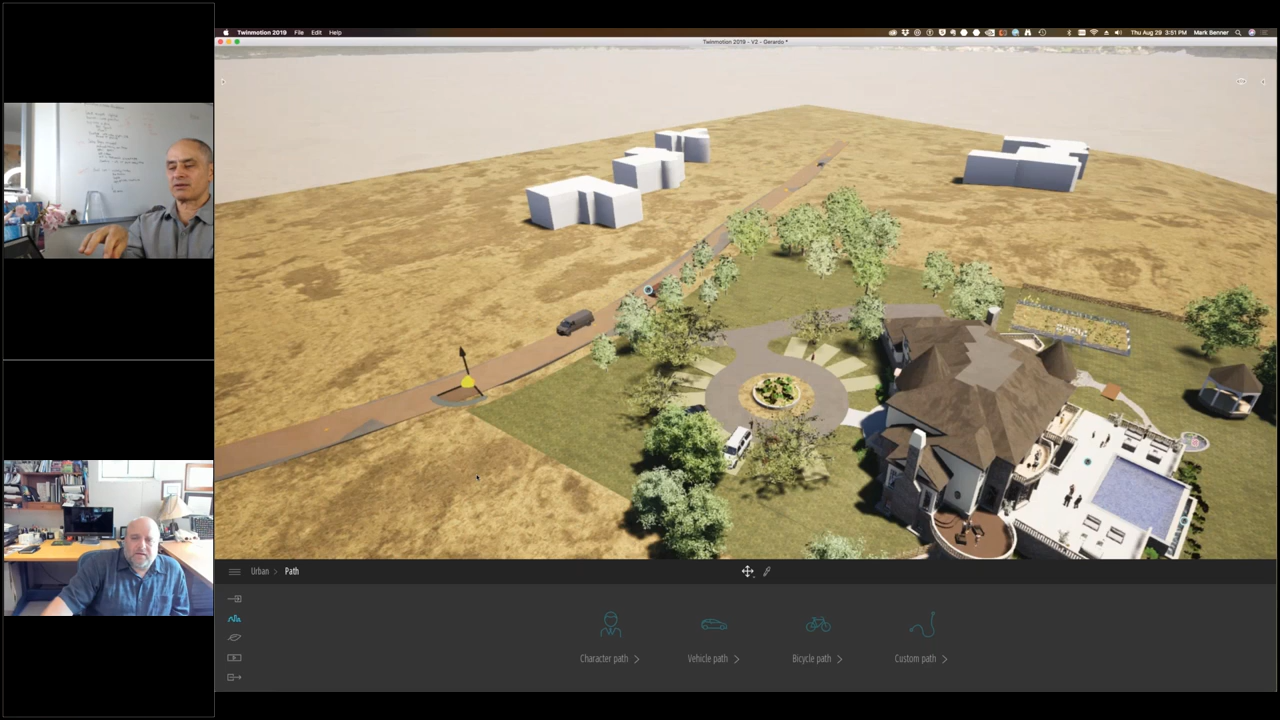 Twinmotion 2019 File Edit Help
Thu Aug 29 3:51 PM Mark Benner
Twinmotion 2019 - V2 - Gerardo *
Urban > Path
Character path >
Vehicle path >
Bicycle path >
Custom path >